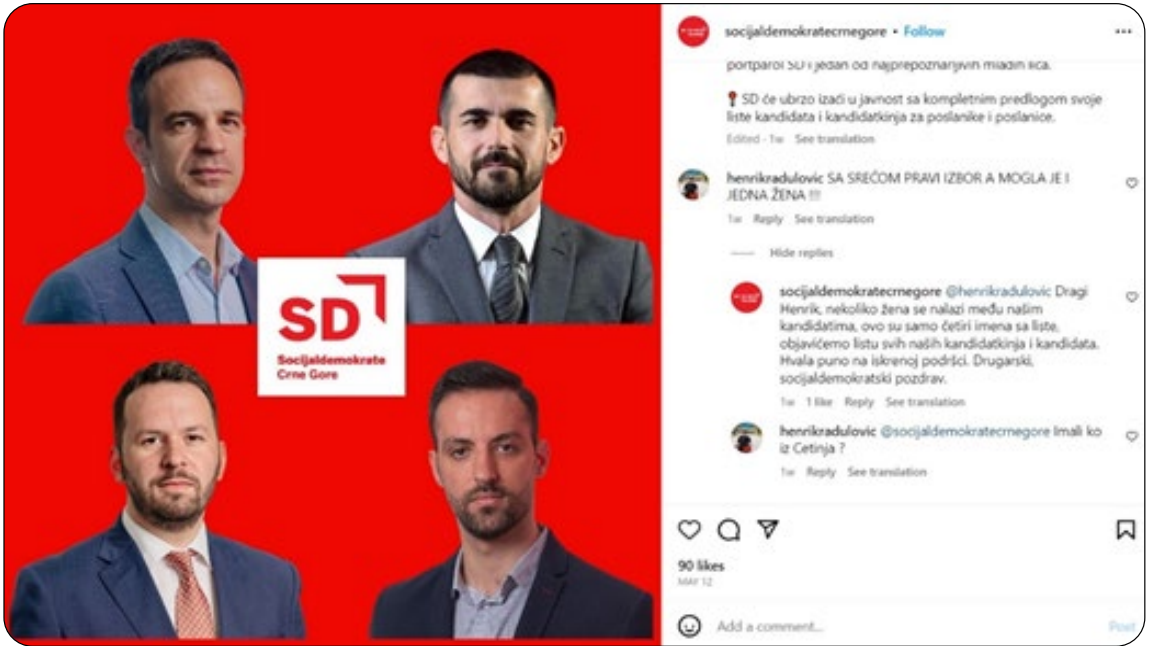 SD
Socijaldemokrate
Crne Gore
socijaldemokratecrnegore • Follow
portparol SD i jedan od najprepoznatljivih mladih lica.
SD će ubrzo izaći u javnost sa kompletnim predlogom svoje
liste kandidata i kandidatkinja za poslanike i poslanice.
Edited · 1w See translation
henrikradulovic SA SREĆOM PRAVI IZBOR A MOGLA JE I
JEDNA ŽENA !!!
1w Reply See translation
Hide replies
socijaldemokratecrnegore @henrikradulovic Dragi
Henrik, nekoliko žena se nalazi među našim
kandidatima, ovo su samo četiri imena sa liste,
objavićemo listu svih naših kandidatkinja i kandidata.
Hvala puno na iskrenoj podršci. Drugarski,
socijaldemokratski pozdrav.
1w 1 like Reply See translation
henrikradulovic @socijaldemokratecrnegore Imali ko
iz Cetinja ?
1w Reply See translation
90 likes
MAY 12
Add a comment...
Post